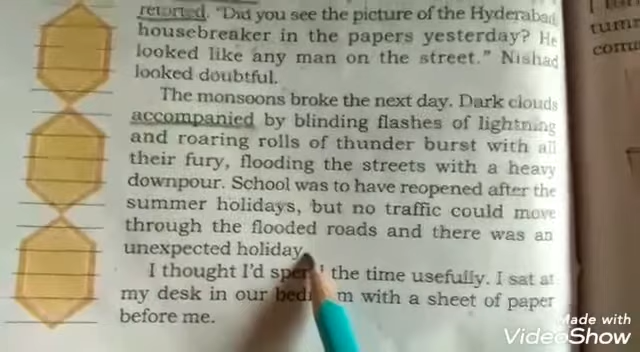 retorted. "Did you see the picture of the Hyderabad
housebreaker in the papers yesterday? He
looked like any man on the street." Nishad
looked doubtful.
The monsoons broke the next day. Dark clouds
accompanied by blinding flashes of lightning
and roaring rolls of thunder burst with all
their fury, flooding the streets with a heavy
downpour. School was to have reopened after the
summer holidays, but no traffic could move
through the flooded roads and there was an
unexpected holiday.
I thought I'd the time usefully. I sat at
my desk in our with a sheet of paper
before me.
Made with
VideoShow